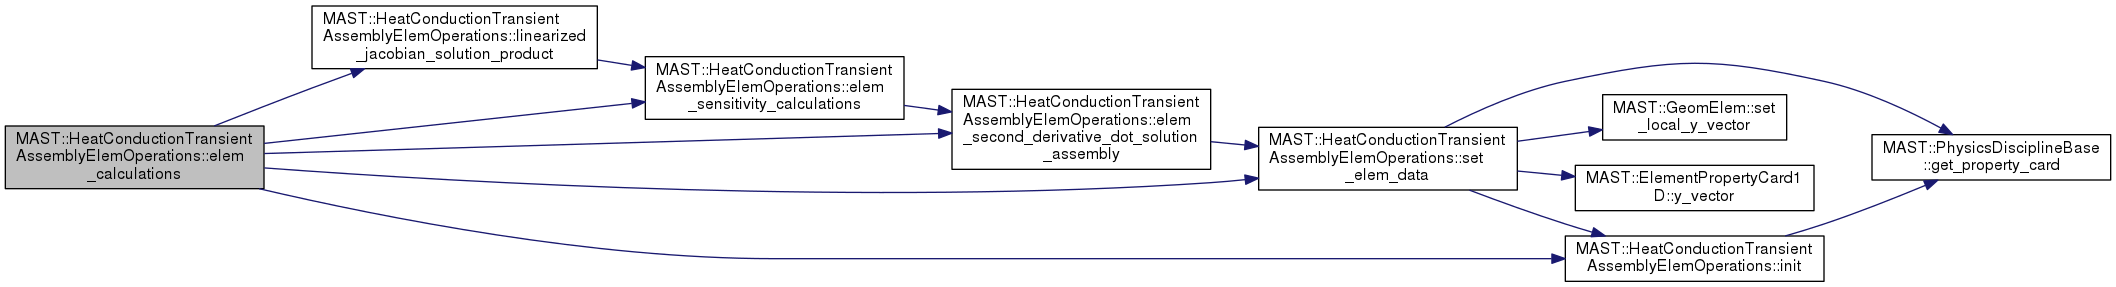 MAST::HeatConductionTransient
AssemblyElemOperations::elem
_calculations
MAST::HeatConductionTransient
AssemblyElemOperations::linearized
_jacobian_solution_product
MAST::HeatConductionTransient
AssemblyElemOperations::elem
_sensitivity_calculations
MAST::HeatConductionTransient
AssemblyElemOperations::elem
_second_derivative_dot_solution
_assembly
MAST::HeatConductionTransient
AssemblyElemOperations::set
_elem_data
MAST::GeomElem::set
_local_y_vector
MAST::ElementPropertyCard1
D::y_vector
MAST::HeatConductionTransient
AssemblyElemOperations::init
MAST::PhysicsDisciplineBase
::get_property_card